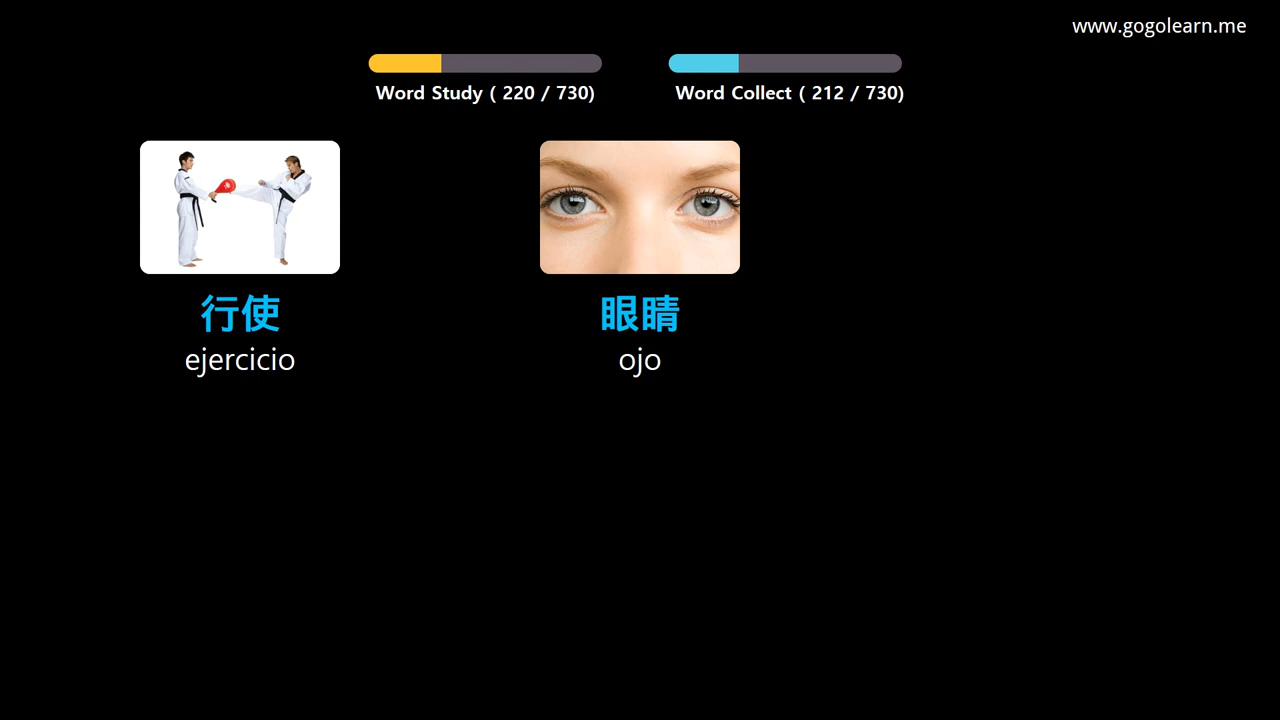 www.gogolearn.me
Word Study ( 220 / 730)
Word Collect ( 212 / 730)
行使
ejercicio
眼睛
ojo